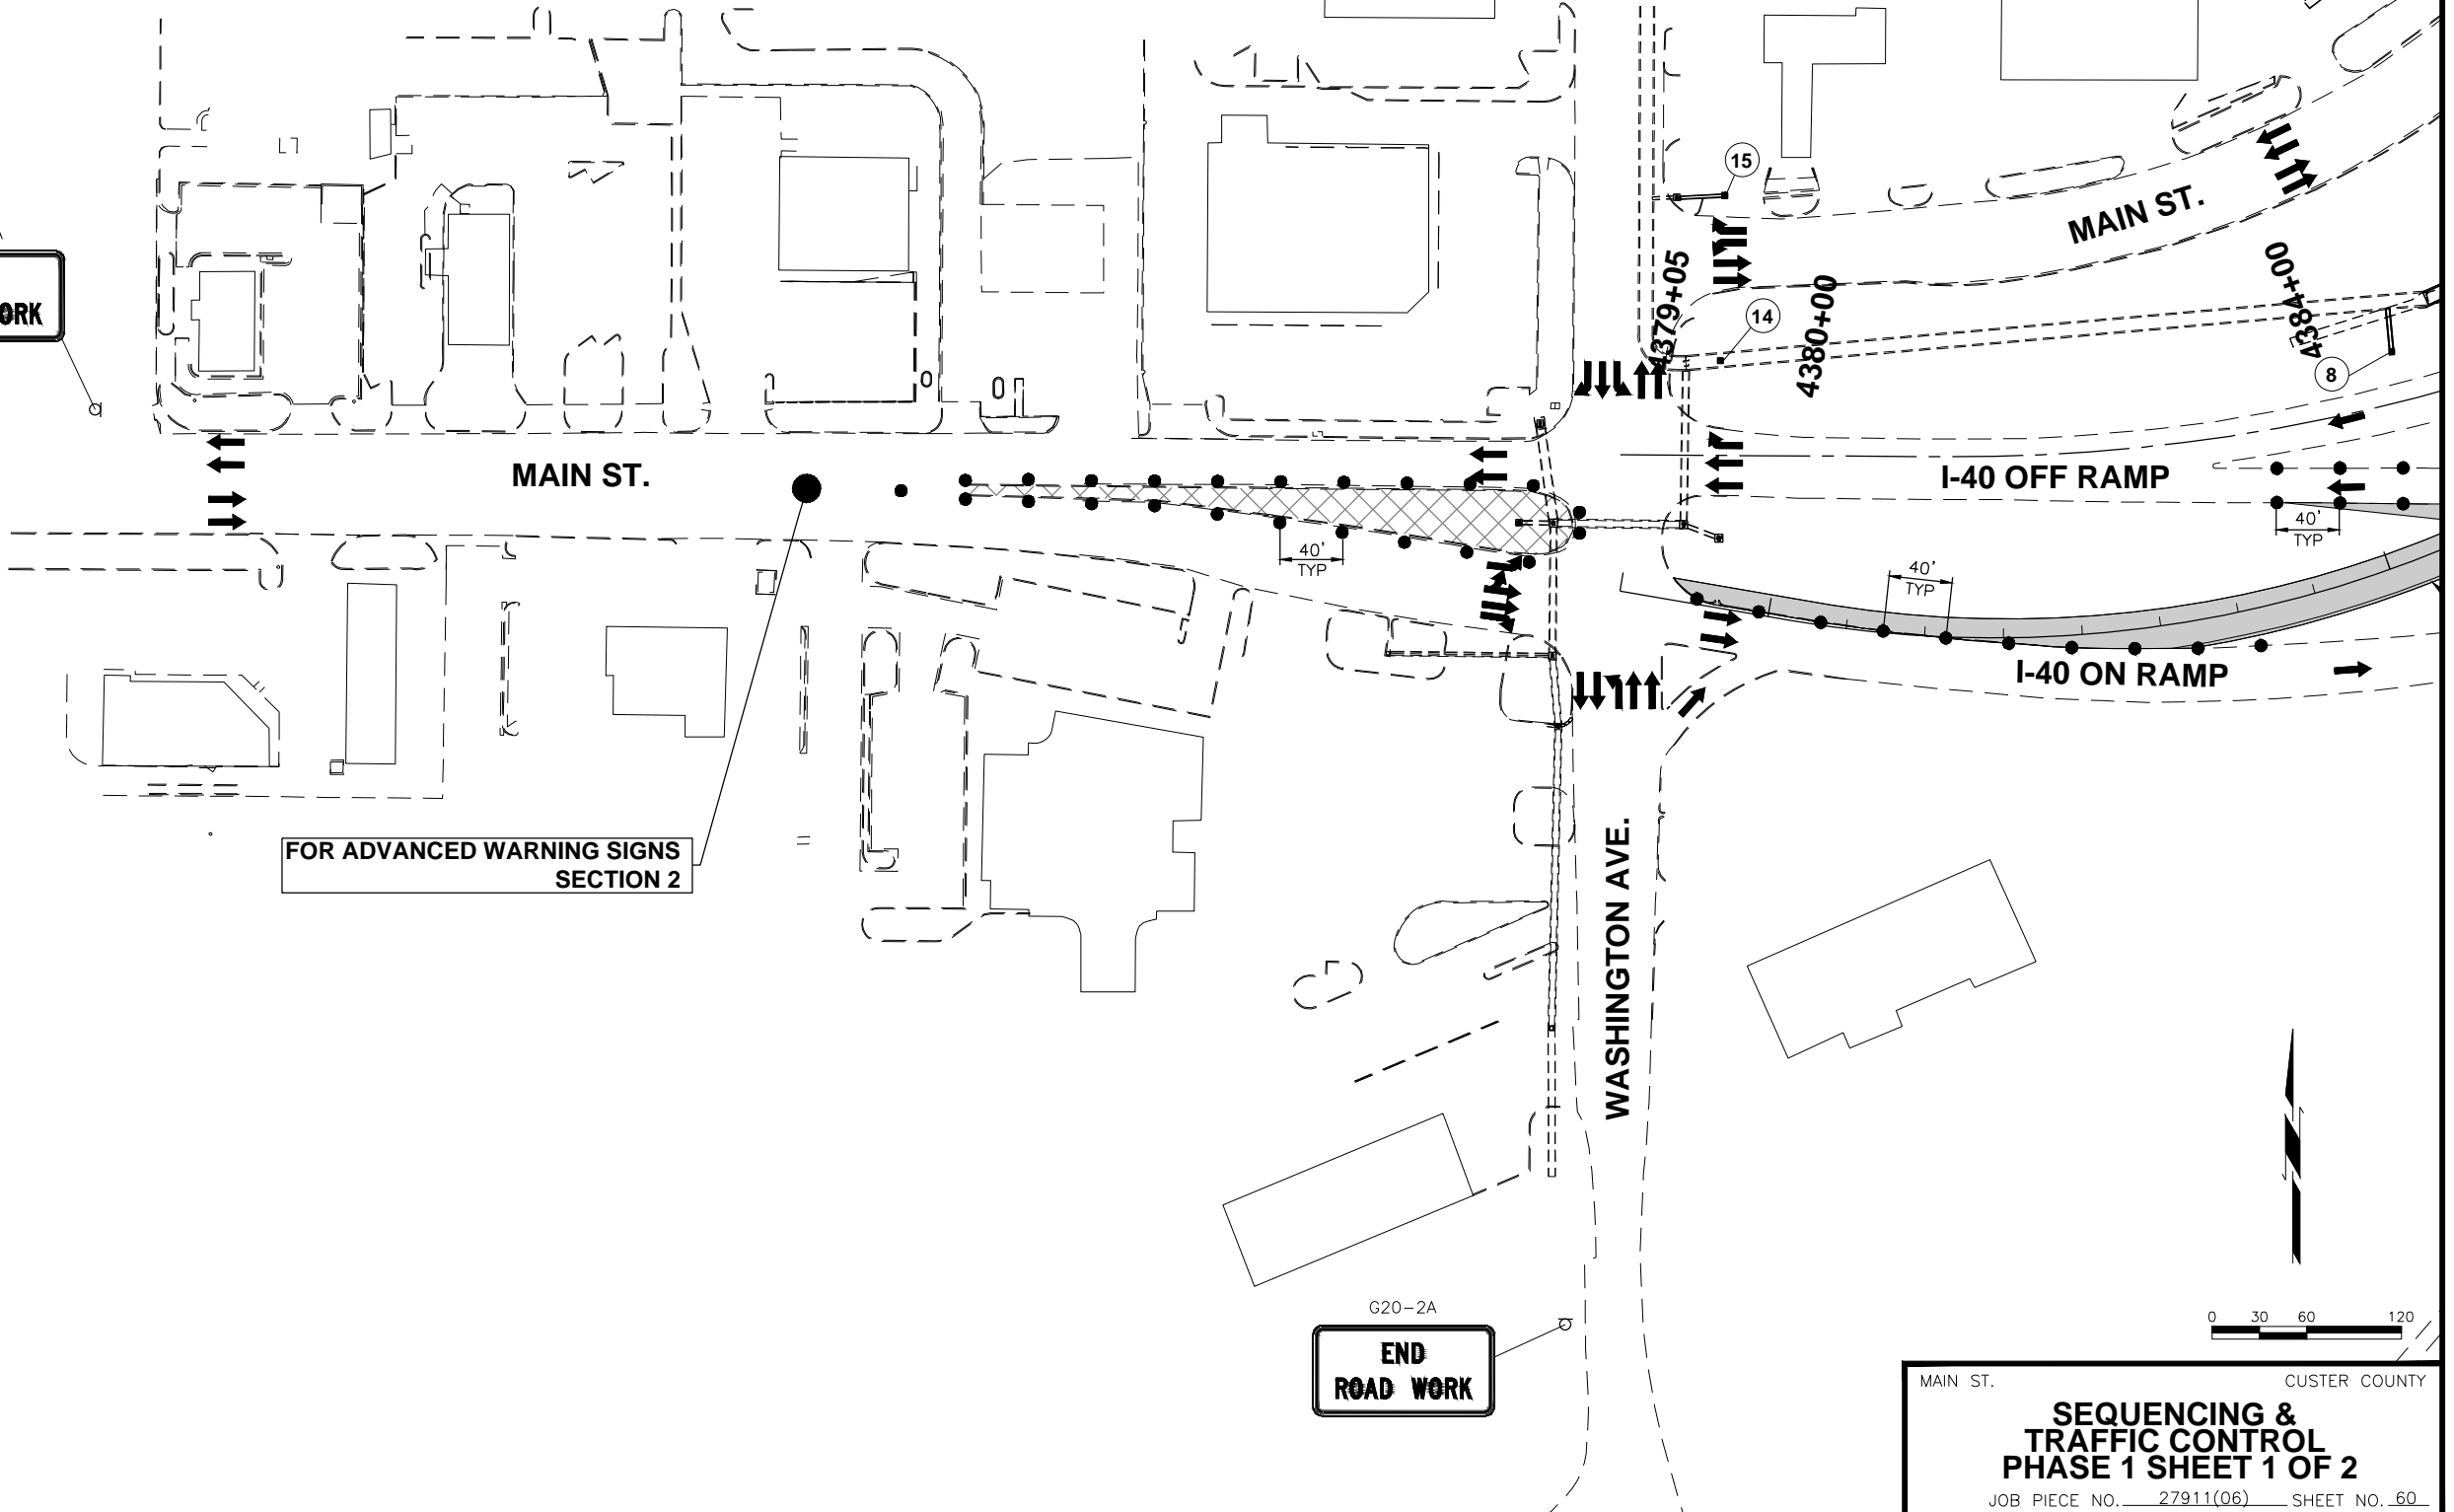 15
MAIN ST.
ORK
4379+05
14
4380+00
4384+00
8
MAIN ST.
I-40 OFF RAMP
40'
TYP
40'
TYP
40'
TYP
I-40 ON RAMP
FOR ADVANCED WARNING SIGNS
SECTION 2
WASHINGTON AVE.
G20-2A
END
ROAD WORK
0 30 60 120
MAIN ST. CUSTER COUNTY
SEQUENCING &
TRAFFIC CONTROL
PHASE 1 SHEET 1 OF 2
JOB PIECE NO. 27911(06) SHEET NO. 60